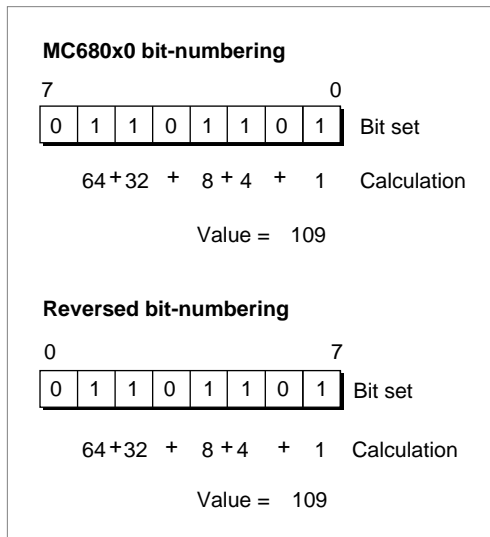 MC680x0 bit-numbering
7 0
0 1 1 0 1 1 0 1 Bit set
64 + 32 + 8 + 4 + 1 Calculation
Value = 109
Reversed bit-numbering
0 7
0 1 1 0 1 1 0 1 Bit set
64 + 32 + 8 + 4 + 1 Calculation
Value = 109